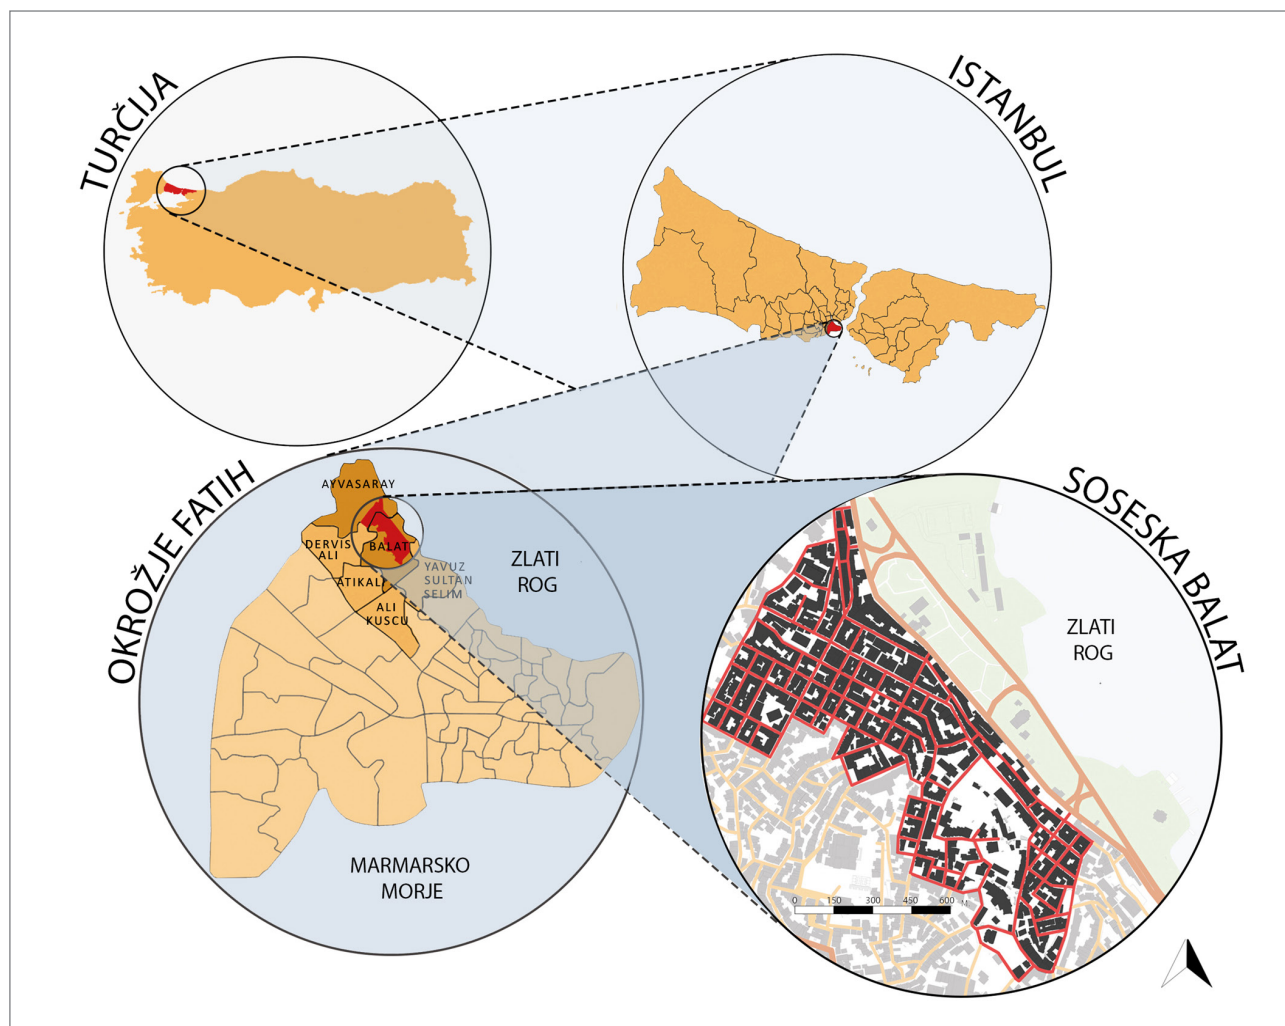 TURČIJA
ISTANBUL
OKROŽJE FATIH
AYVASARAY
DERVIS
ALI
BALAT
ATIKALI
YAVUZ
SULTAN
SELIM
ALI
KUSCU
ZLATI
ROG
MARMARSKO
MORJE
SOSESKA BALAT
ZLATI
ROG
0 150 300 450 600 M